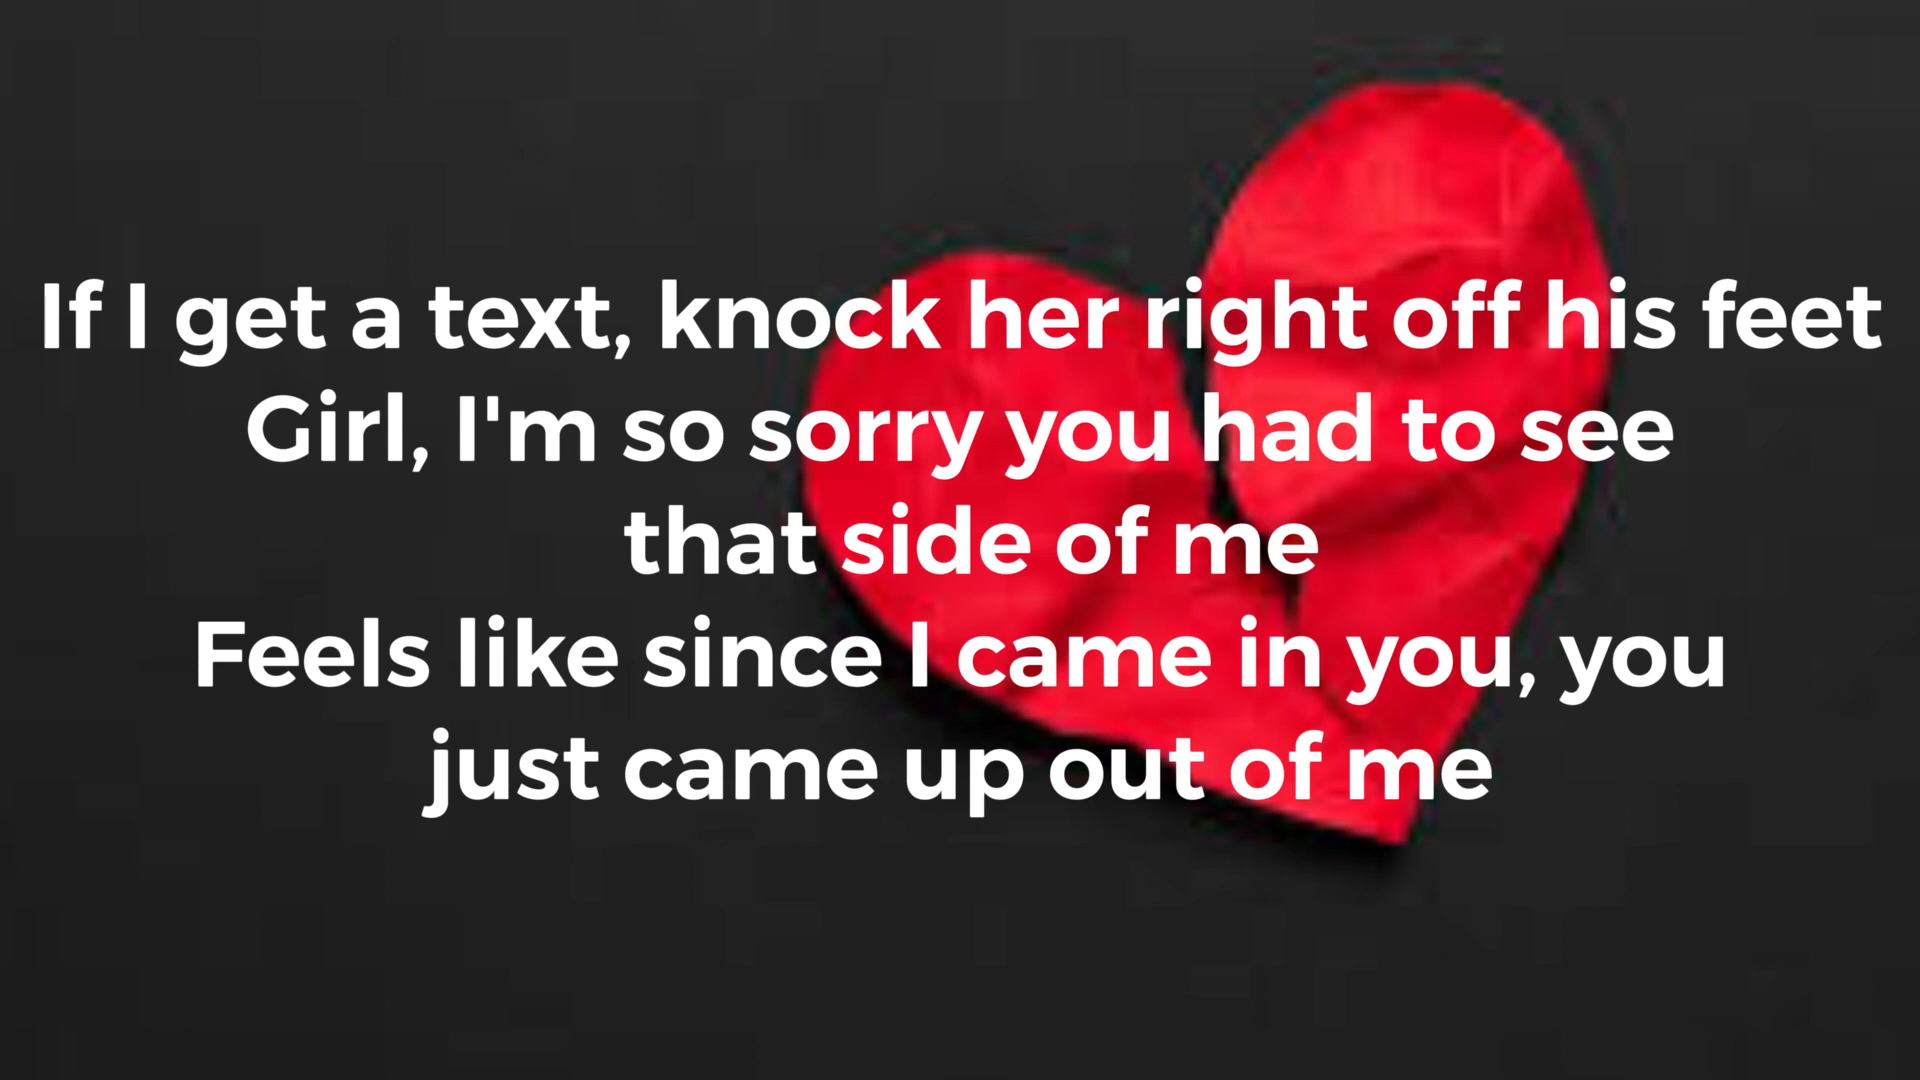 If I get a text, knock her right off his feet
Girl, I'm so sorry you had to see
that side of me
Feels like since I came in you, you
just came up out of me